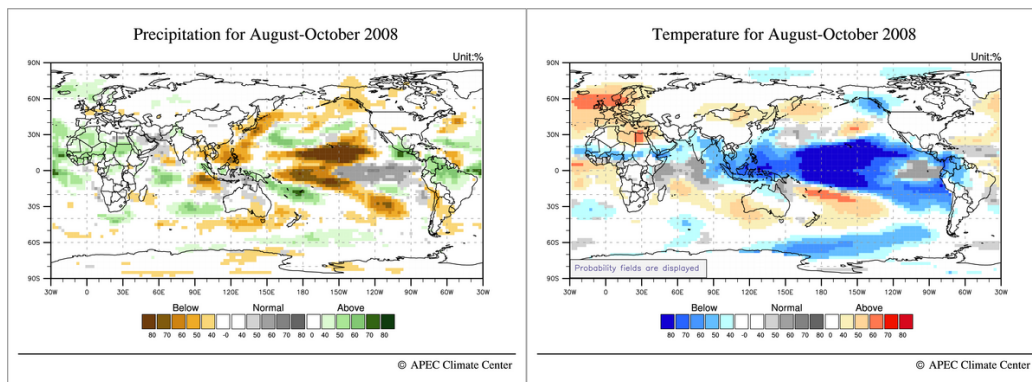 Precipitation for August-October 2008
Unit:%
90N
60N
30N
0
30S
60S
90S
30W 0 30E 60E 90E 120E 150E 180 150W 120W 90W 60W 30W
Below Normal Above
80 70 60 50 40 -0 40 50 60 70 80 0 40 50 60 70 80
© APEC Climate Center
Temperature for August-October 2008
Unit:%
90N
60N
30N
0
30S
60S
90S
Probability fields are displayed
30W 0 30E 60E 90E 120E 150E 180 150W 120W 90W 60W 30W
Below Normal Above
80 70 60 50 40 -0 40 50 60 70 80 0 40 50 60 70 80
© APEC Climate Center